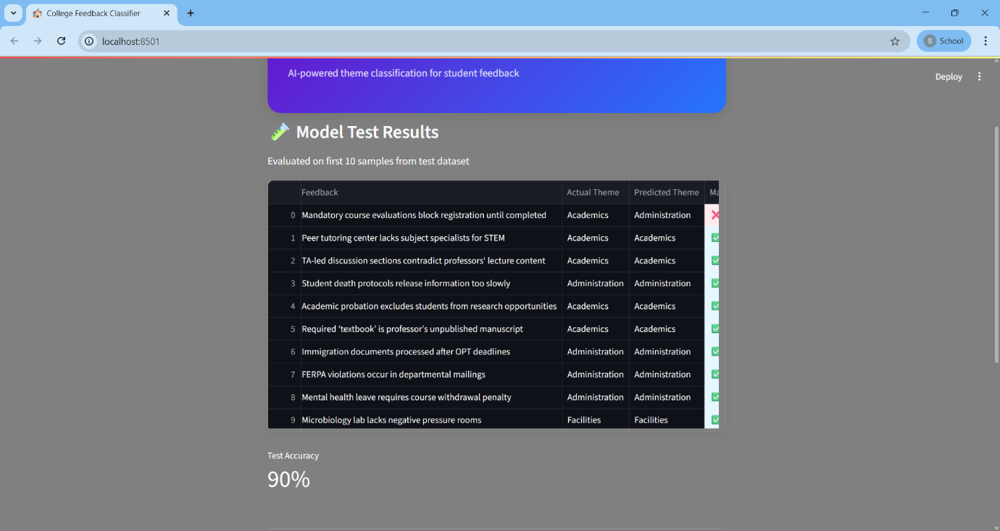 College Feedback Classifier
localhost:8501
S School
AI-powered theme classification for student feedback
Deploy
Model Test Results
Evaluated on first 10 samples from test dataset
Feedback Actual Theme Predicted Theme Ma
0 Mandatory course evaluations block registration until completed Academics Administration
1 Peer tutoring center lacks subject specialists for STEM Academics Academics
2 TA-led discussion sections contradict professors' lecture content Academics Academics
3 Student death protocols release information too slowly Administration Administration
4 Academic probation excludes students from research opportunities Academics Academics
5 Required 'textbook' is professor's unpublished manuscript Academics Academics
6 Immigration documents processed after OPT deadlines Administration Administration
7 FERPA violations occur in departmental mailings Administration Administration
8 Mental health leave requires course withdrawal penalty Administration Administration
9 Microbiology lab lacks negative pressure rooms Facilities Facilities
Test Accuracy
90%